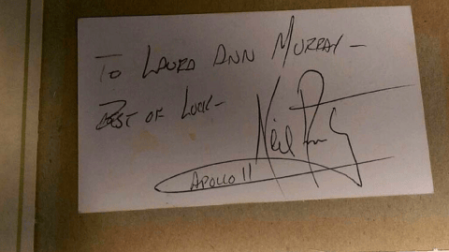 To Laura Ann Murray -
Best of Luck -
Neil
Apollo 11